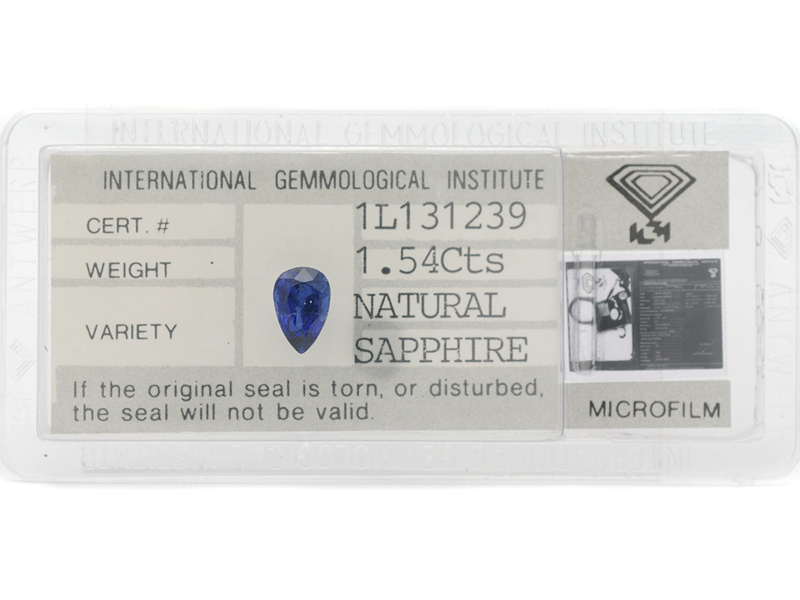 INTERNATIONAL GEMMOLOGICAL INSTITUTE
ANTWERP
INTERNATIONAL GEMMOLOGICAL INSTITUTE
CERT. # 1L131239
WEIGHT 1.54Cts
VARIETY NATURAL
SAPPHIRE
If the original seal is torn, or disturbed,
the seal will not be valid.
MICROFILM